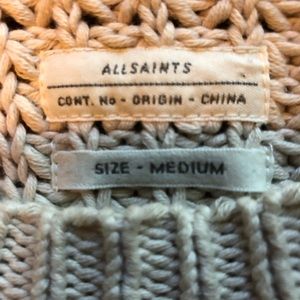 ALLSAINTS
CONT. No - ORIGIN - CHINA
SIZE - MEDIUM